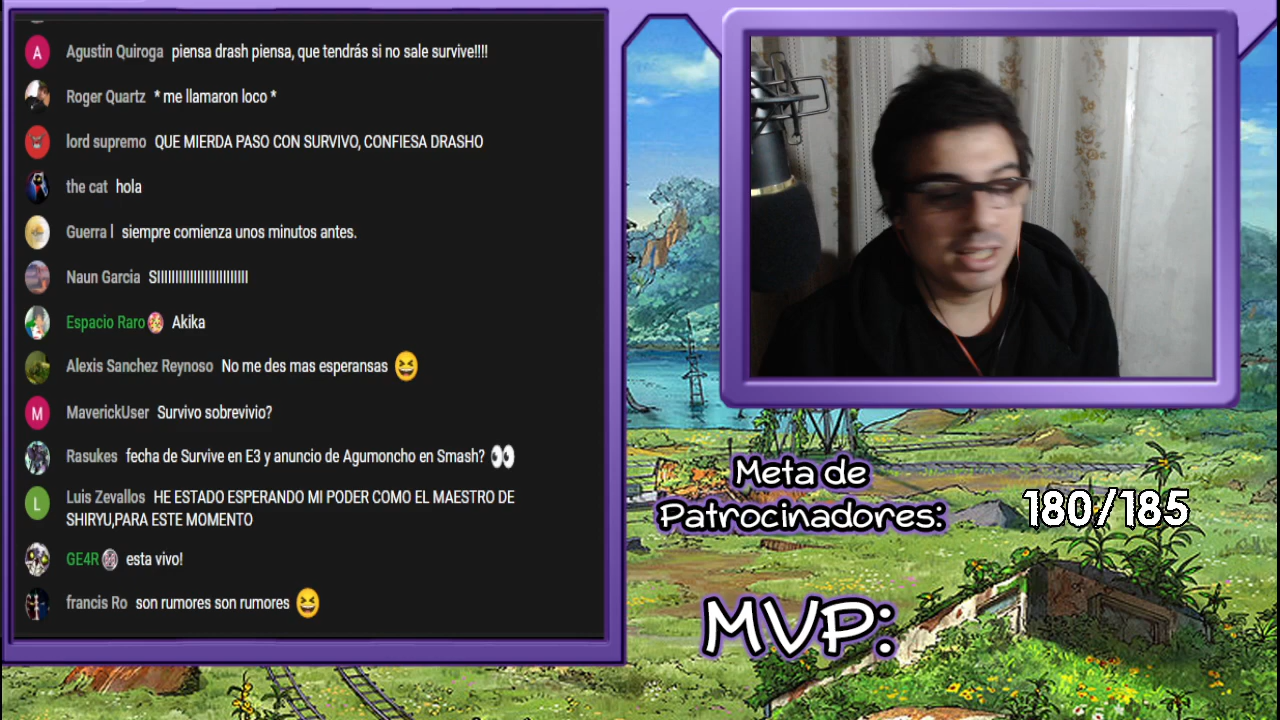 A Agustin Quiroga piensa drash piensa, que tendrás si no sale survive!!!!
Roger Quartz * me llamaron loco *
lord supremo QUE MIERDA PASO CON SURVIVO, CONFIESA DRASHO
the cat hola
Guerra l siempre comienza unos minutos antes.
Naun Garcia SIIIIIIIIIIIIIIIIIIIIIIIII
Espacio Raro Akika
Alexis Sanchez Reynoso No me des mas esperansas
M MaverickUser Survivo sobrevivio?
Rasukes fecha de Survive en E3 y anuncio de Agumoncho en Smash?
L Luis Zevallos HE ESTADO ESPERANDO MI PODER COMO EL MAESTRO DE
SHIRYU,PARA ESTE MOMENTO
GE4R esta vivo!
francis Ro son rumores son rumores
Meta de
Patrocinadores: 180/185
MVP: